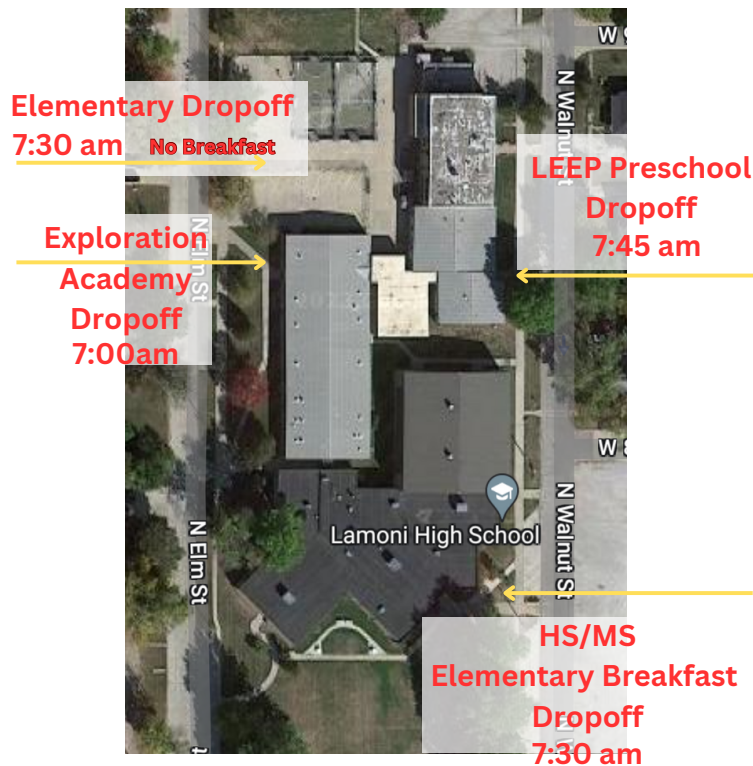 W
Elementary Dropoff
7:30 am No Breakfast
N Walnut St
LEEP Preschool
Dropoff
7:45 am
N Elm St
Exploration
Academy
Dropoff
7:00am
W 8
N Walnut St
Lamoni High School
N Elm St
HS/MS
Elementary Breakfast
Dropoff
7:30 am